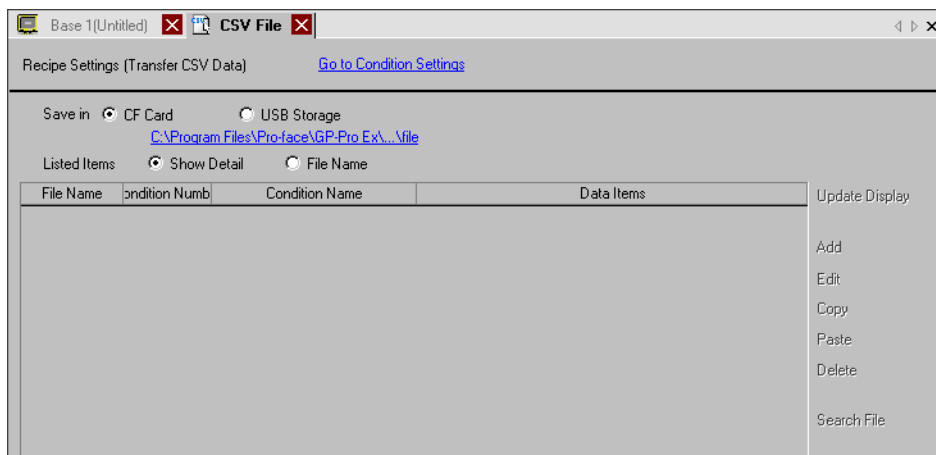 Base 1(Untitled) CSV File
Recipe Settings (Transfer CSV Data) Go to Condition Settings
Save in CF Card USB Storage
C:\Program Files\Pro-face\GP-Pro Ex\...\file
Listed Items Show Detail File Name
File Name ondition Numb Condition Name Data Items
Update Display
Add
Edit
Copy
Paste
Delete
Search File